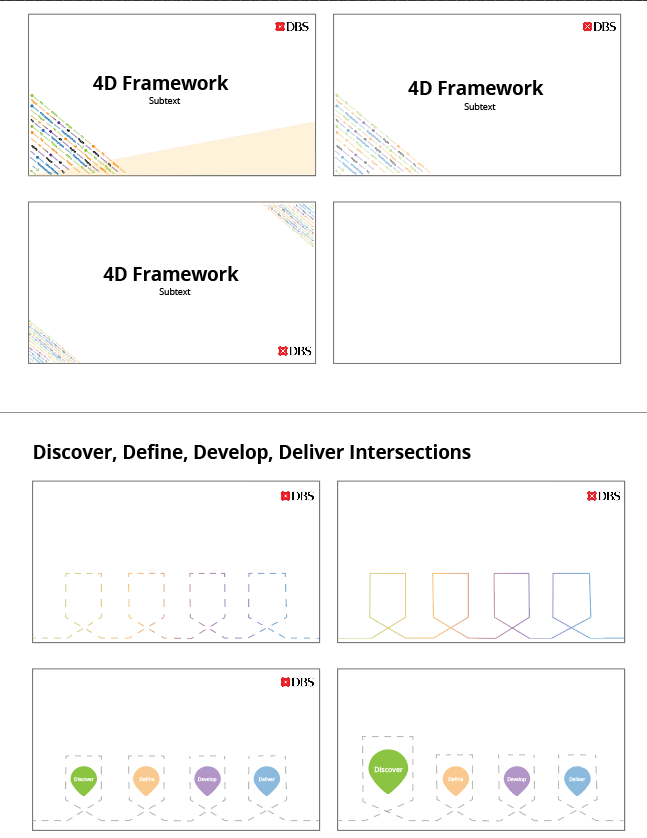 DBS
DBS
4D Framework
Subtext
4D Framework
Subtext
4D Framework
Subtext
DBS
Discover, Define, Develop, Deliver Intersections
DBS
DBS
DBS
Discover
Define
Develop
Deliver
Discover
Define
Develop
Deliver